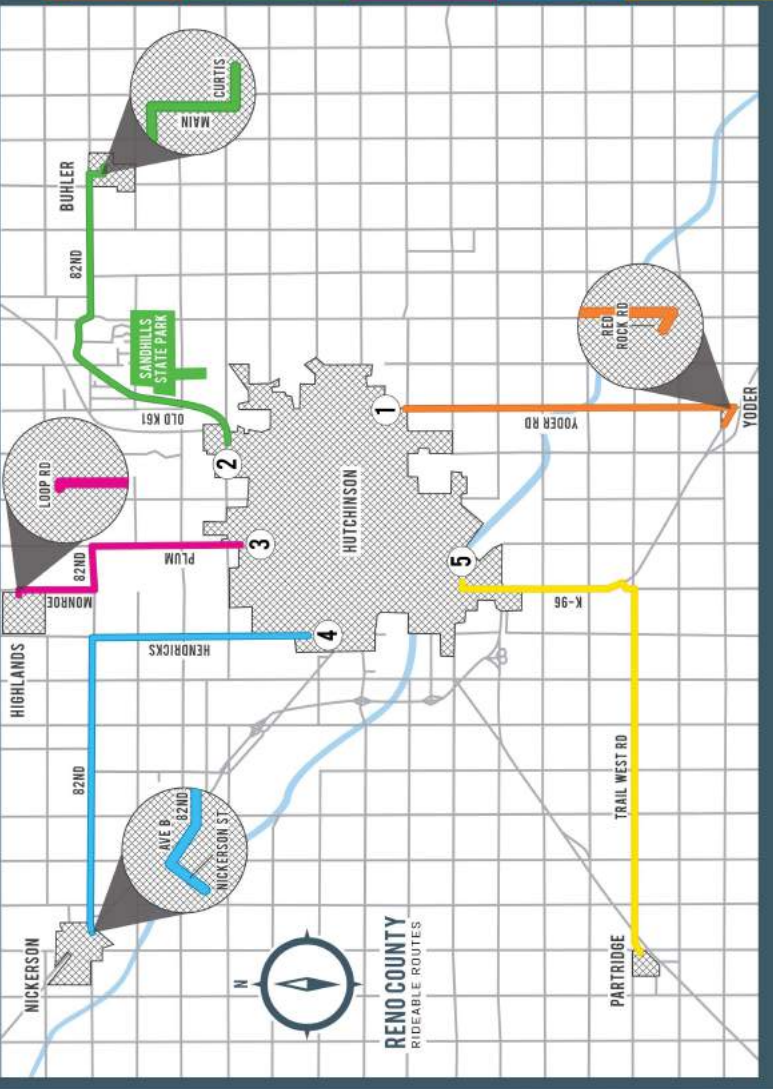 HIGHLANDS
LOOP RD
MONROE
82ND
PLUM
BUHLER
82ND
MAIN
CURTIS
OLD K61
SANDHILLS
STATE PARK
NICKERSON
82ND
HENDRICKS
AVE B
82ND
NICKERSON ST
HUTCHINSON
1
2
3
4
5
N
RENO COUNTY
RIDEABLE ROUTES
PARTRIDGE
TRAIL WEST RD
K-96
YODER RD
RED
ROCK RD
YODER